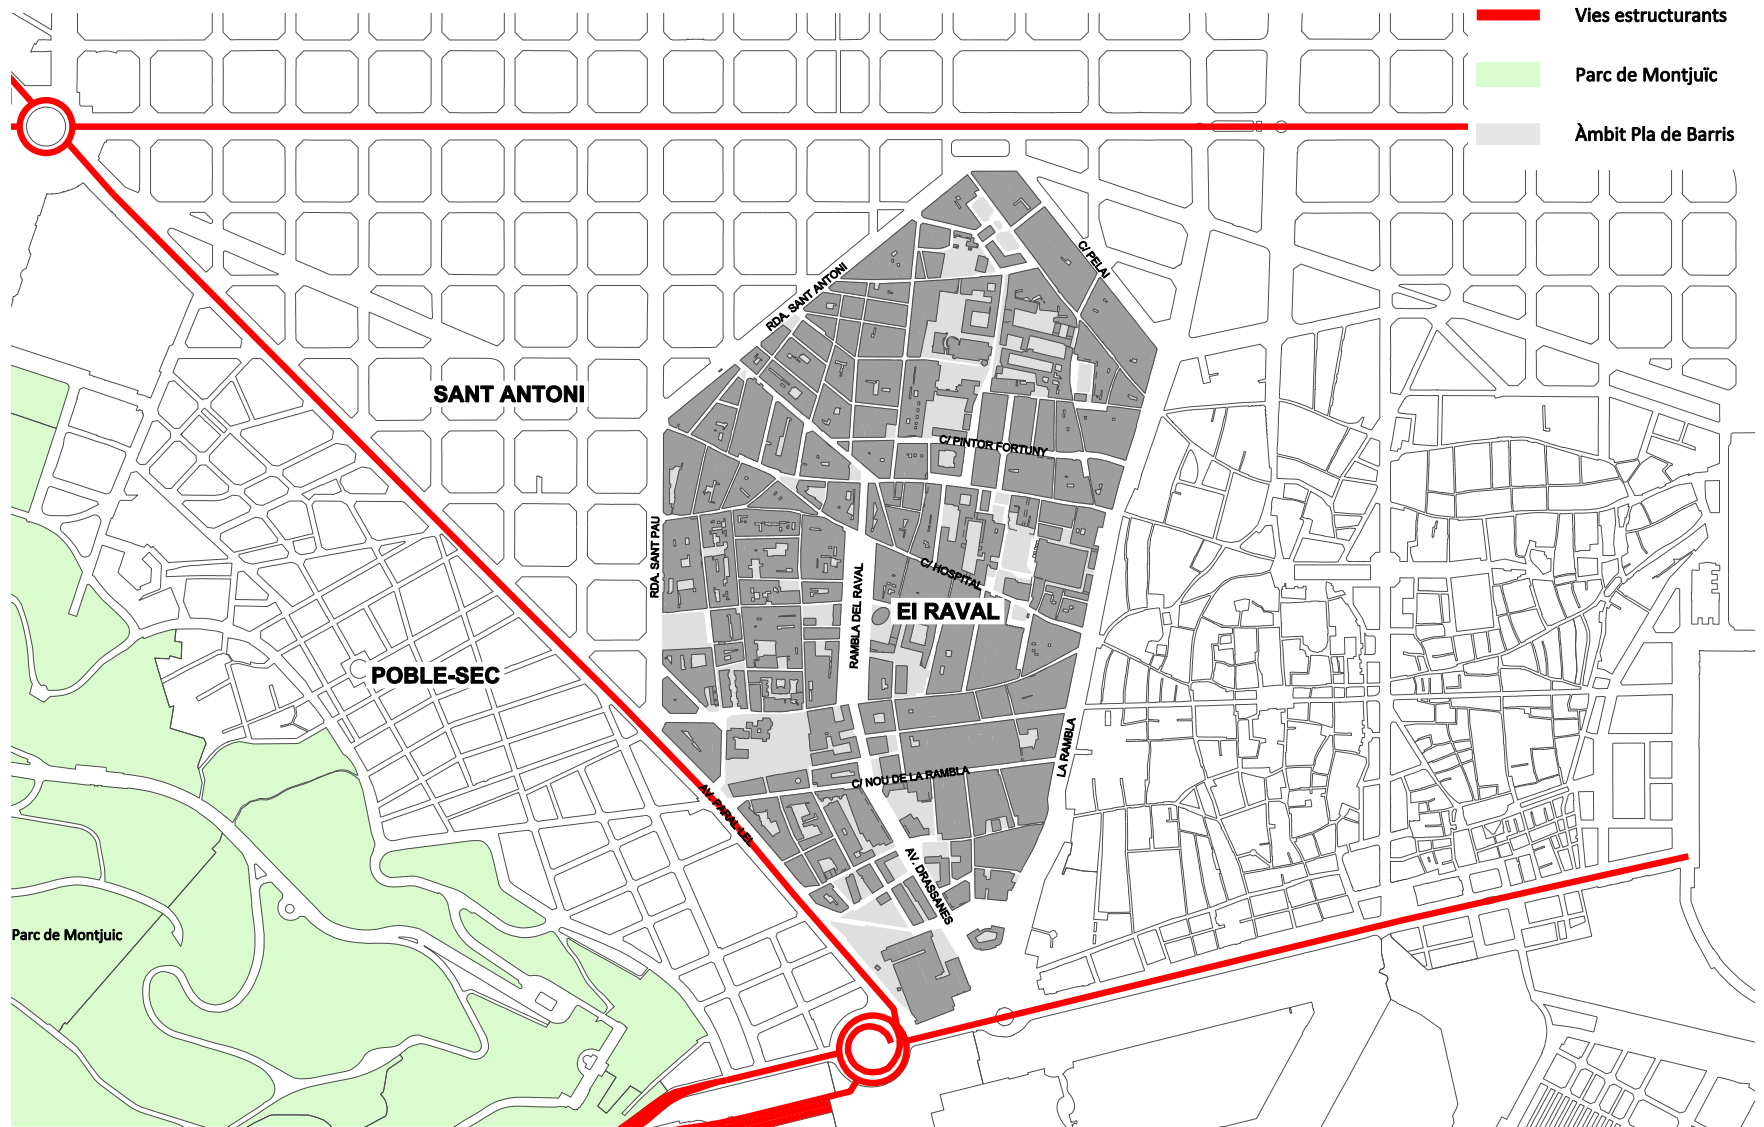 Vies estructurants
Parc de Montjuïc
Àmbit Pla de Barris
C/ PELAI
RDA. SANT ANTONI
SANT ANTONI
C/ PINTOR FORTUNY
RDA. SANT PAU
C/ HOSPITAL
RAMBLA DEL RAVAL
El RAVAL
POBLE-SEC
LA RAMBLA
C/ NOU DE LA RAMBLA
AV. PARAL·LEL
AV. DRASSANES
Parc de Montjuic